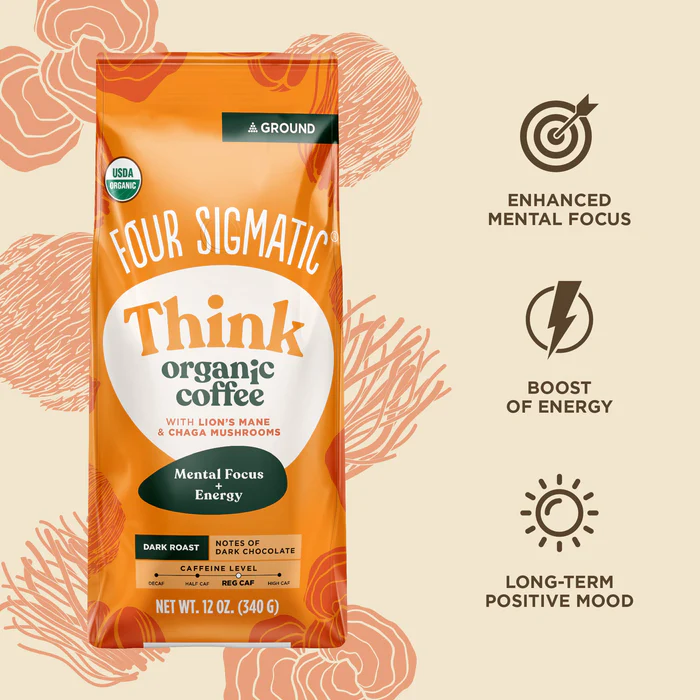 GROUND
USDA
ORGANIC
FOUR SIGMATIC®
Think
organic
coffee
WITH LION'S MANE
& CHAGA MUSHROOMS
Mental Focus
+
Energy
DARK ROAST
NOTES OF
DARK CHOCOLATE
CAFFEINE LEVEL
DECAF HALF CAF REG CAF HIGH CAF
NET WT. 12 OZ. (340 G)
ENHANCED
MENTAL FOCUS
BOOST
OF ENERGY
LONG-TERM
POSITIVE MOOD